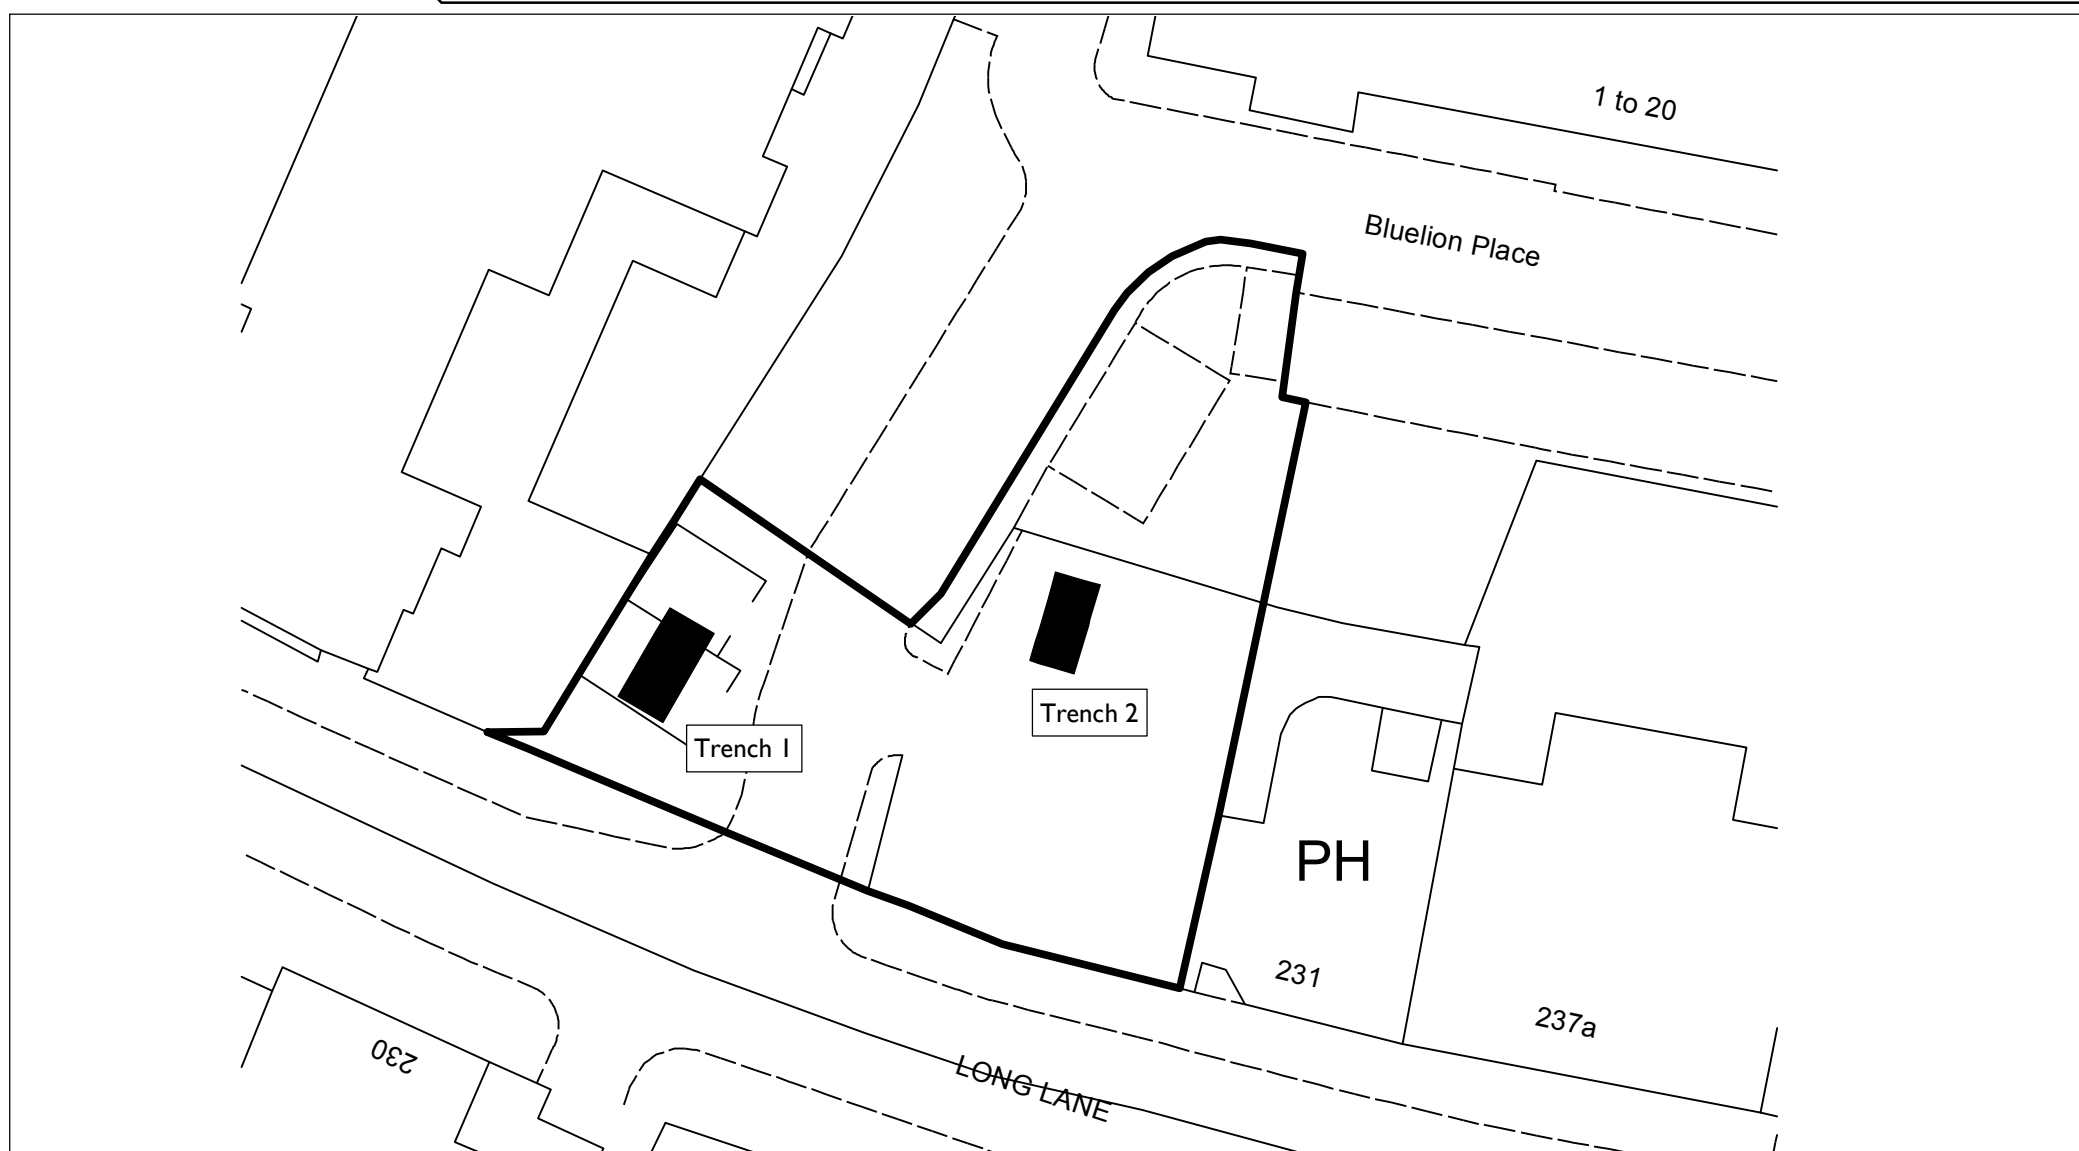 1 to 20
Bluelion Place
Trench 2
Trench 1
PH
231
237a
230
LONG LANE